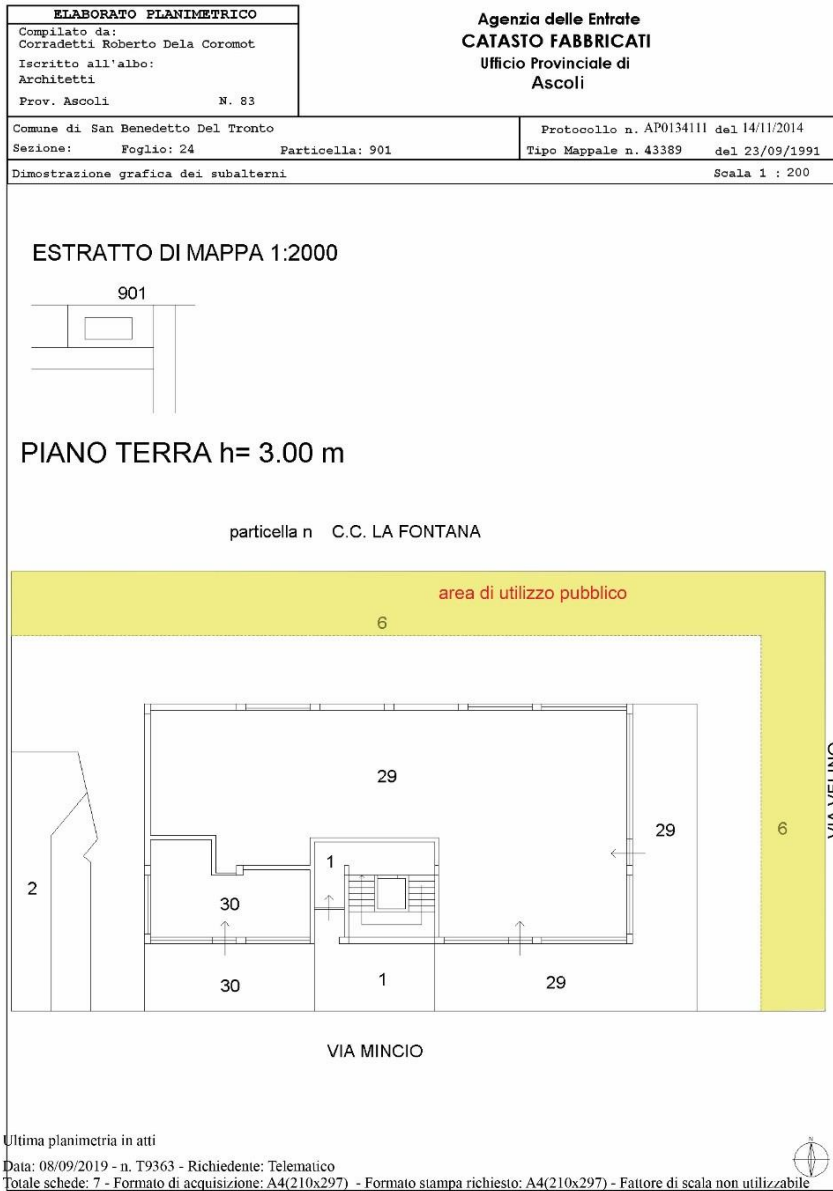 ELABORATO PLANIMETRICO
Compilato da:
Corradetti Roberto Dela Coromot
Iscritto all'albo:
Architetti
Prov. Ascoli N. 83
Agenzia delle Entrate
CATASTO FABBRICATI
Ufficio Provinciale di
Ascoli
Comune di San Benedetto Del Tronto
Sezione: Foglio: 24 Particella: 901
Protocollo n. AP0134111 del 14/11/2014
Tipo Mappale n. 43389 del 23/09/1991
Dimostrazione grafica dei subalterni Scala 1 : 200
ESTRATTO DI MAPPA 1:2000
901
PIANO TERRA h= 3.00 m
particella n C.C. LA FONTANA
area di utilizzo pubblico
6
29
29
6
VIA VELINO
1
2
30
30
1
29
VIA MINCIO
Ultima planimetria in atti
Data: 08/09/2019 - n. T9363 - Richiedente: Telematico
Totale schede: 7 - Formato di acquisizione: A4(210x297) - Formato stampa richiesto: A4(210x297) - Fattore di scala non utilizzabile
N